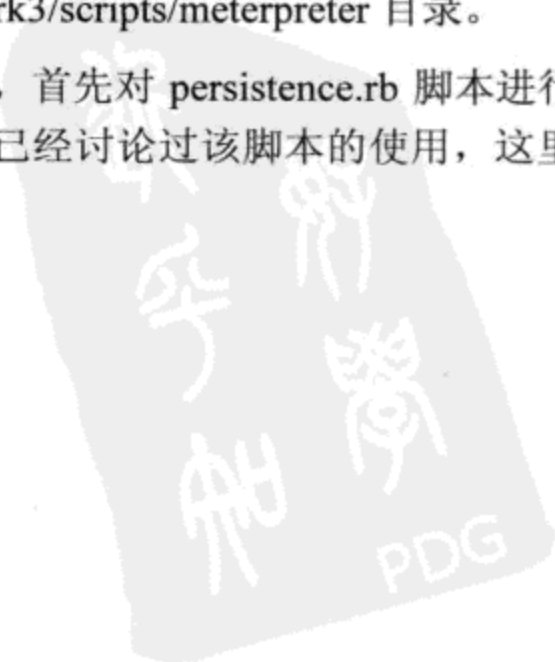 rk3/scripts/meterpreter 目录。
，首先对 persistence.rb 脚本进行
已经讨论过该脚本的使用，这里
PDG